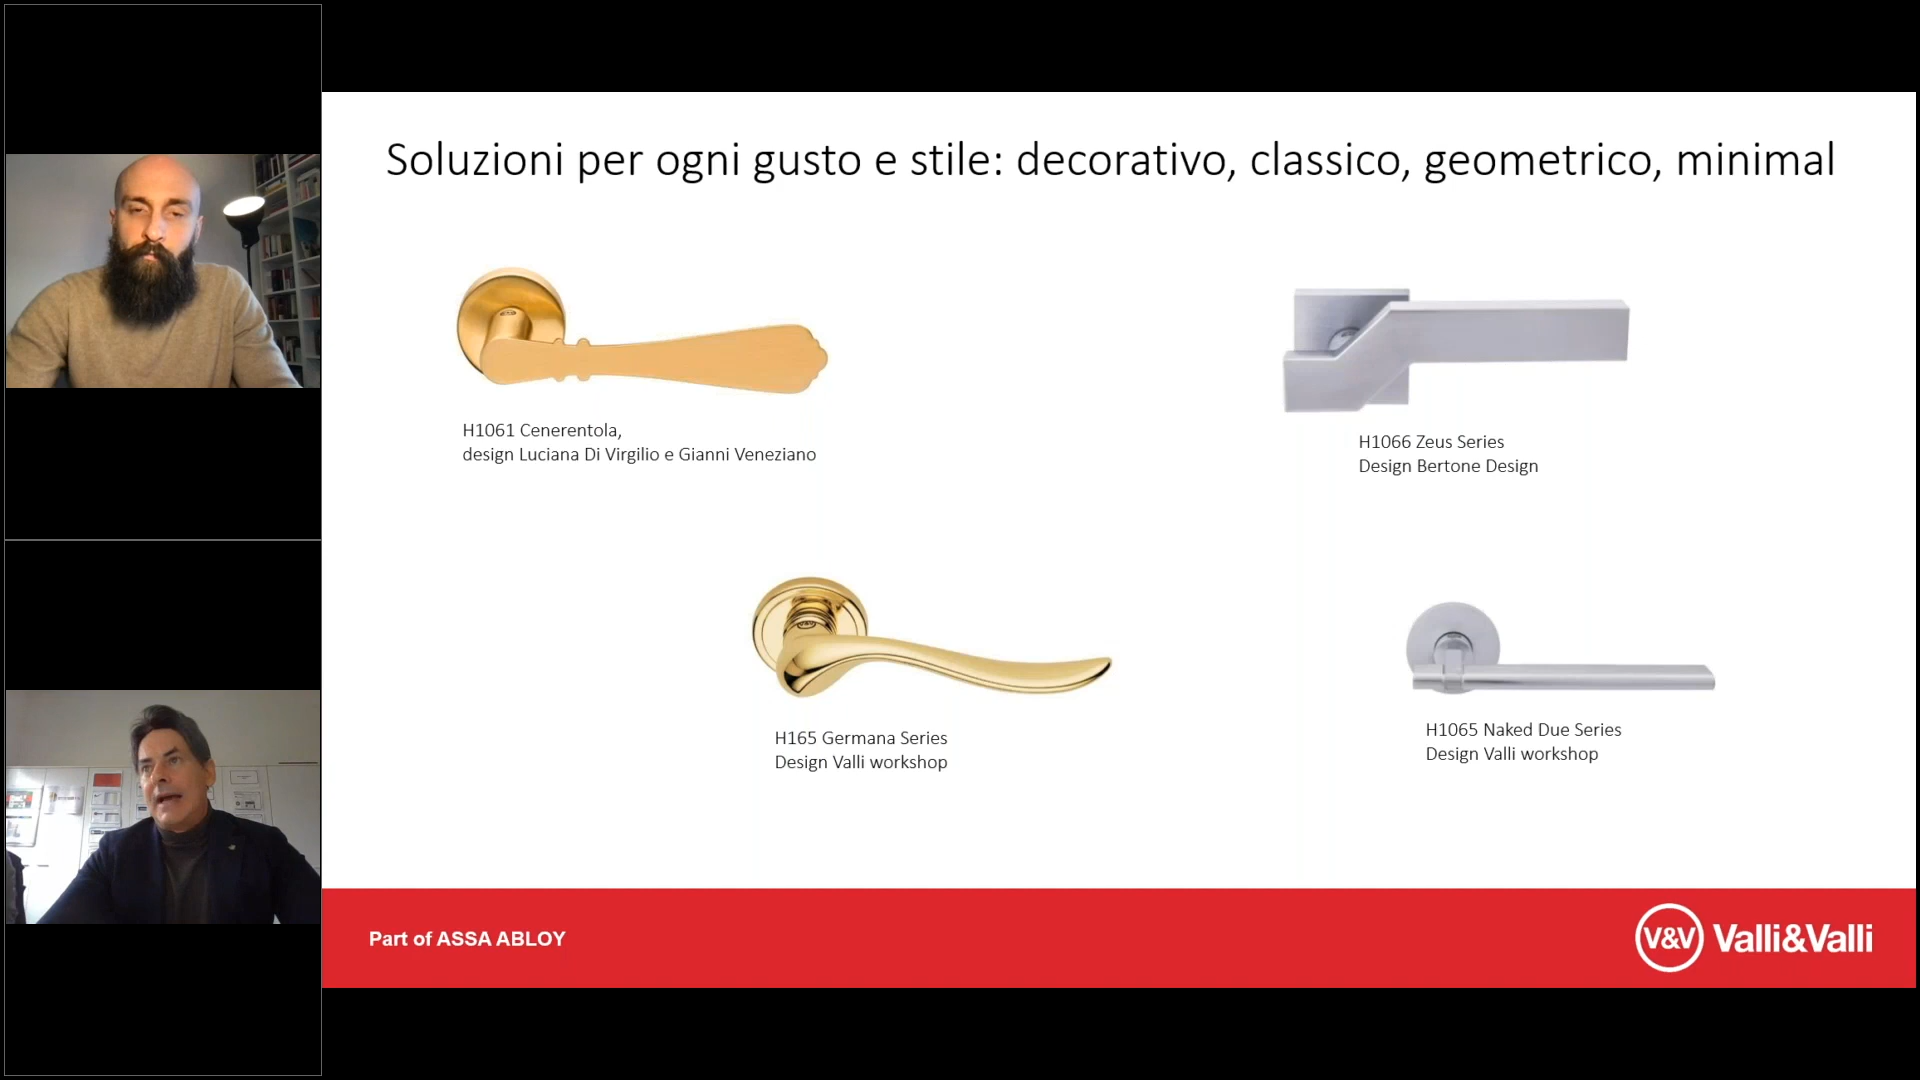 Soluzioni per ogni gusto e stile: decorativo, classico, geometrico, minimal
H1061 Cenerentola,
design Luciana Di Virgilio e Gianni Veneziano
H1066 Zeus Series
Design Bertone Design
H165 Germana Series
Design Valli workshop
H1065 Naked Due Series
Design Valli workshop
Part of ASSA ABLOY
V&V Valli&Valli